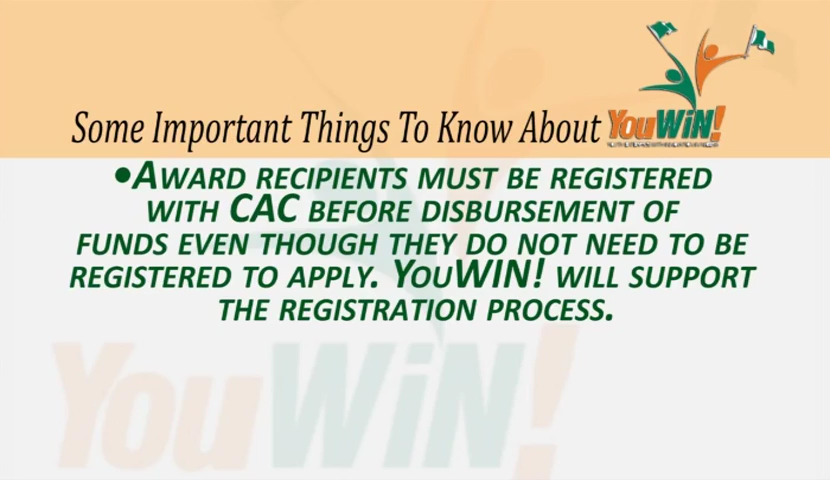 Some Important Things To Know About YouWiN!
•AWARD RECIPIENTS MUST BE REGISTERED
WITH CAC BEFORE DISBURSEMENT OF
FUNDS EVEN THOUGH THEY DO NOT NEED TO BE
REGISTERED TO APPLY. YOUWIN! WILL SUPPORT
THE REGISTRATION PROCESS.
YouWiN!